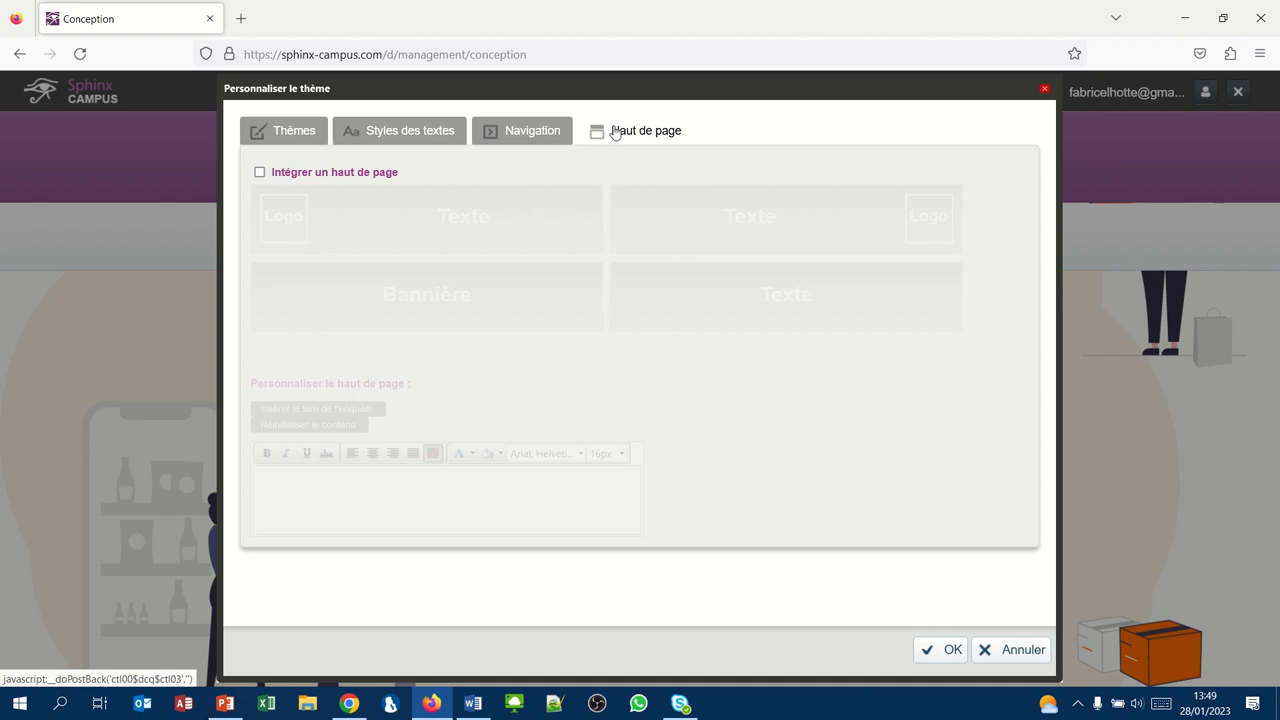 Conception
https://sphinx-campus.com/d/management/conception
Sphinx
CAMPUS
Personnaliser le thème
fabricelhotte@gma...
Thèmes
Aa Styles des textes
Navigation
Haut de page
Intégrer un haut de page
Logo Texte
Texte Logo
Bannière
Texte
Personnaliser le haut de page :
Insérer le titre de l'enquête
Réinitialiser le contenu
B I U abc A Arial, Helveti... 16px
OK
Annuler
javascript:__doPostBack('ctl00$dcq$ctl03','')
13:49
28/01/2023